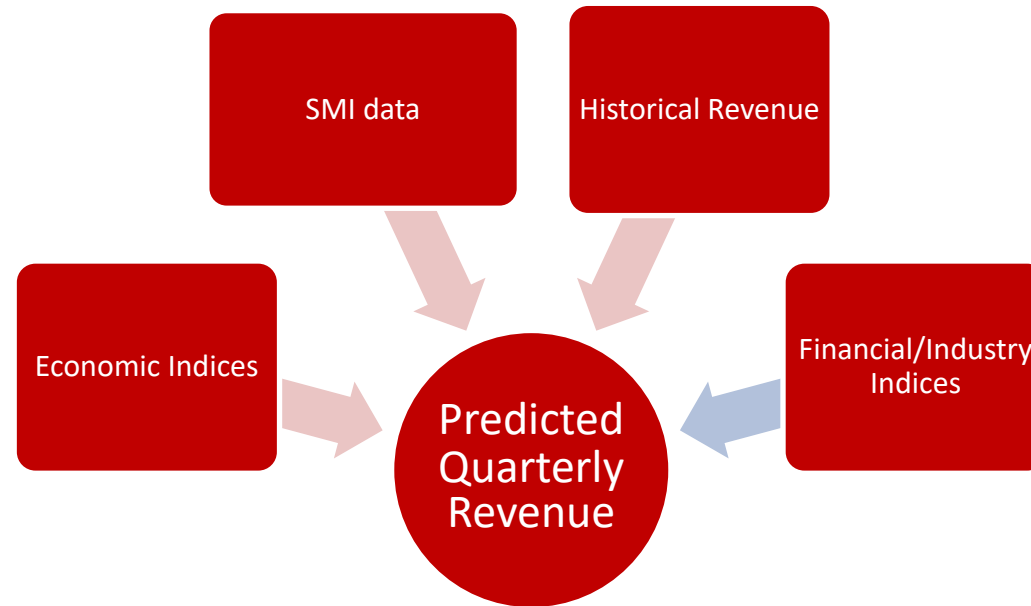 SMI data
Historical Revenue
Economic Indices
Financial/Industry
Indices
Predicted
Quarterly
Revenue